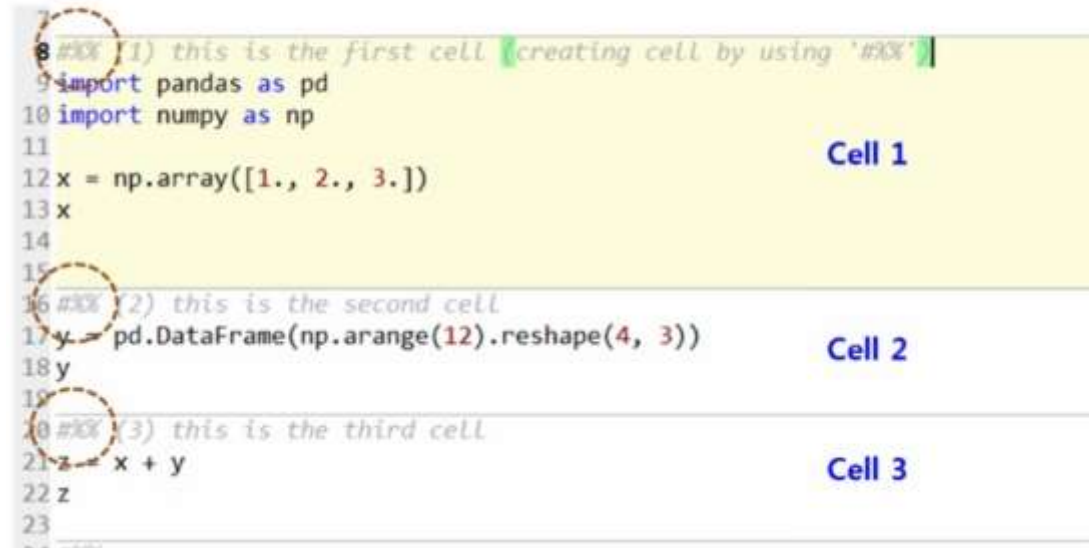 7
8 #%% (1) this is the first cell (creating cell by using '#%%')
9 import pandas as pd
10 import numpy as np
11
Cell 1
12 x = np.array([1., 2., 3.])
13 x
14
15
16 #%% (2) this is the second cell
17 y = pd.DataFrame(np.arange(12).reshape(4, 3))
Cell 2
18 y
19
20 #%% (3) this is the third cell
21 z = x + y
Cell 3
22 z
23